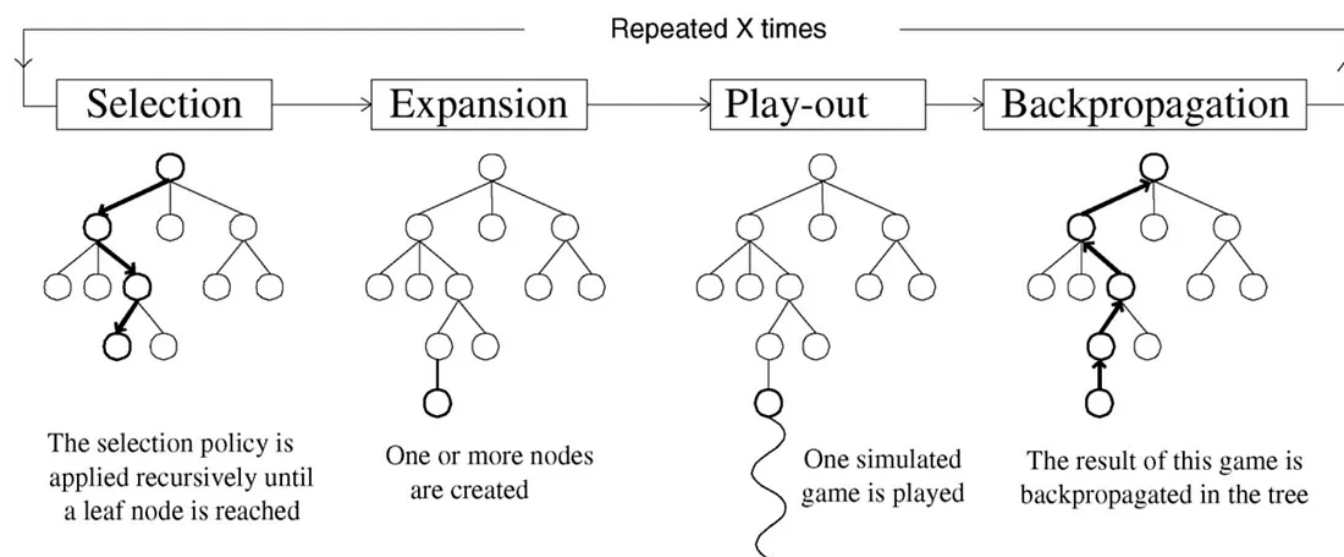 Repeated X times
Selection
Expansion
Play-out
Backpropagation
The selection policy is
applied recursively until
a leaf node is reached
One or more nodes
are created
One simulated
game is played
The result of this game is
backpropagated in the tree